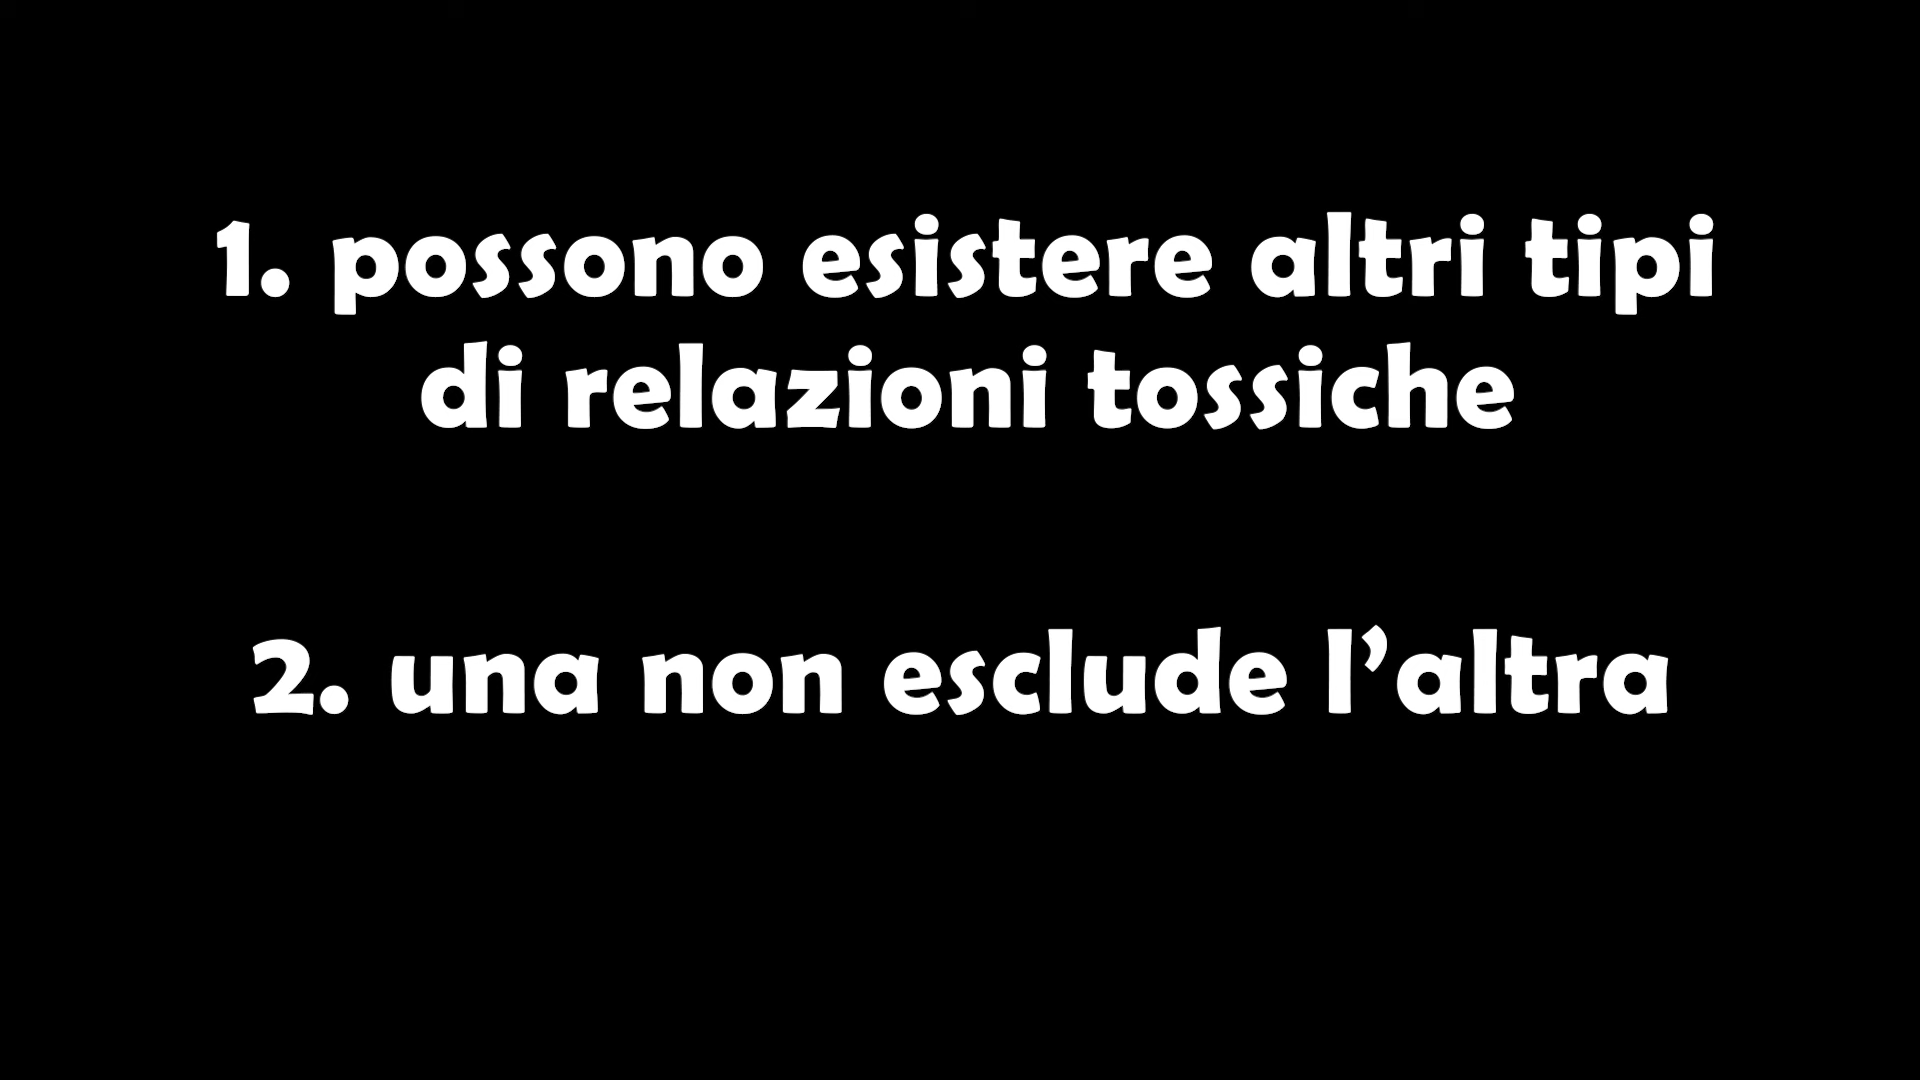 1. possono esistere altri tipi
di relazioni tossiche
2. una non esclude l’altra